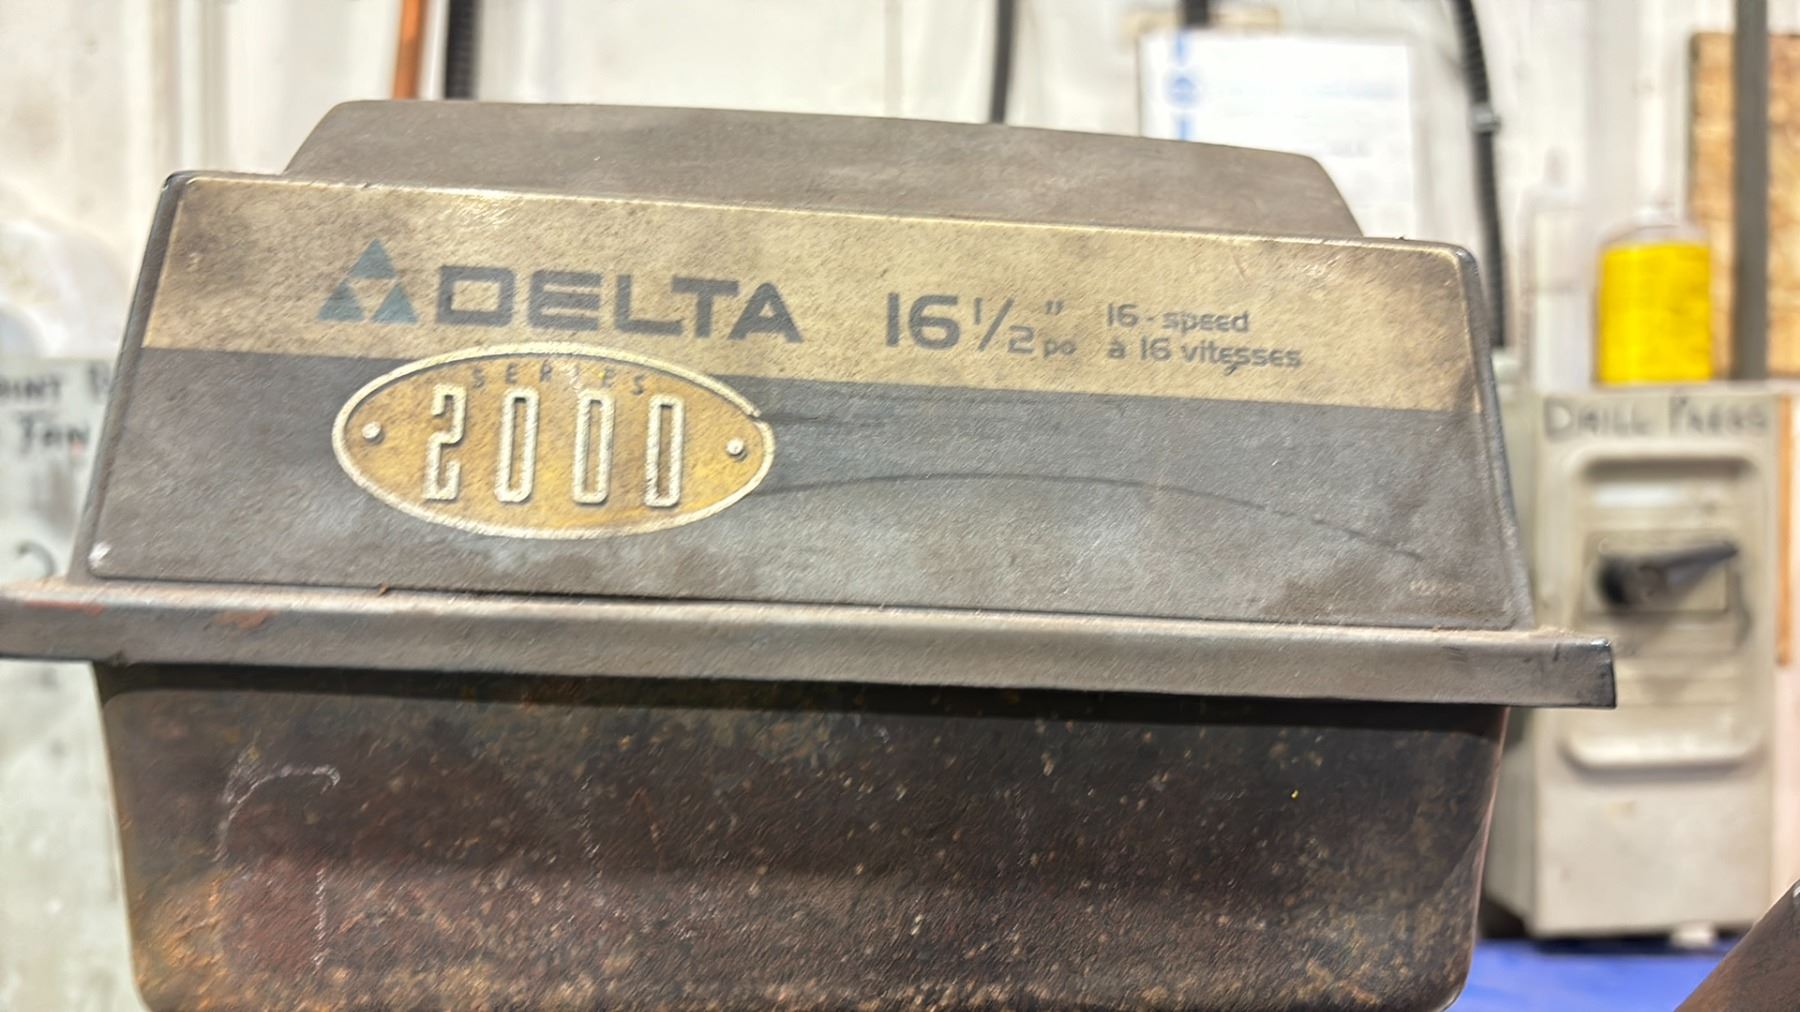 DELTA
16 1/2" po
16-speed
à 16 vitesses
SERIES
2000
DRILL PRESS